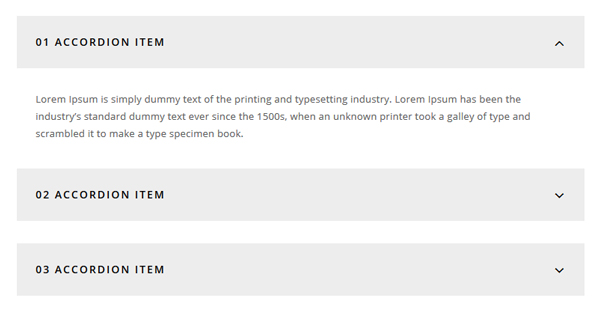 01 ACCORDION ITEM
Lorem Ipsum is simply dummy text of the printing and typesetting industry. Lorem Ipsum has been the
industry's standard dummy text ever since the 1500s, when an unknown printer took a galley of type and
scrambled it to make a type specimen book.
02 ACCORDION ITEM
03 ACCORDION ITEM